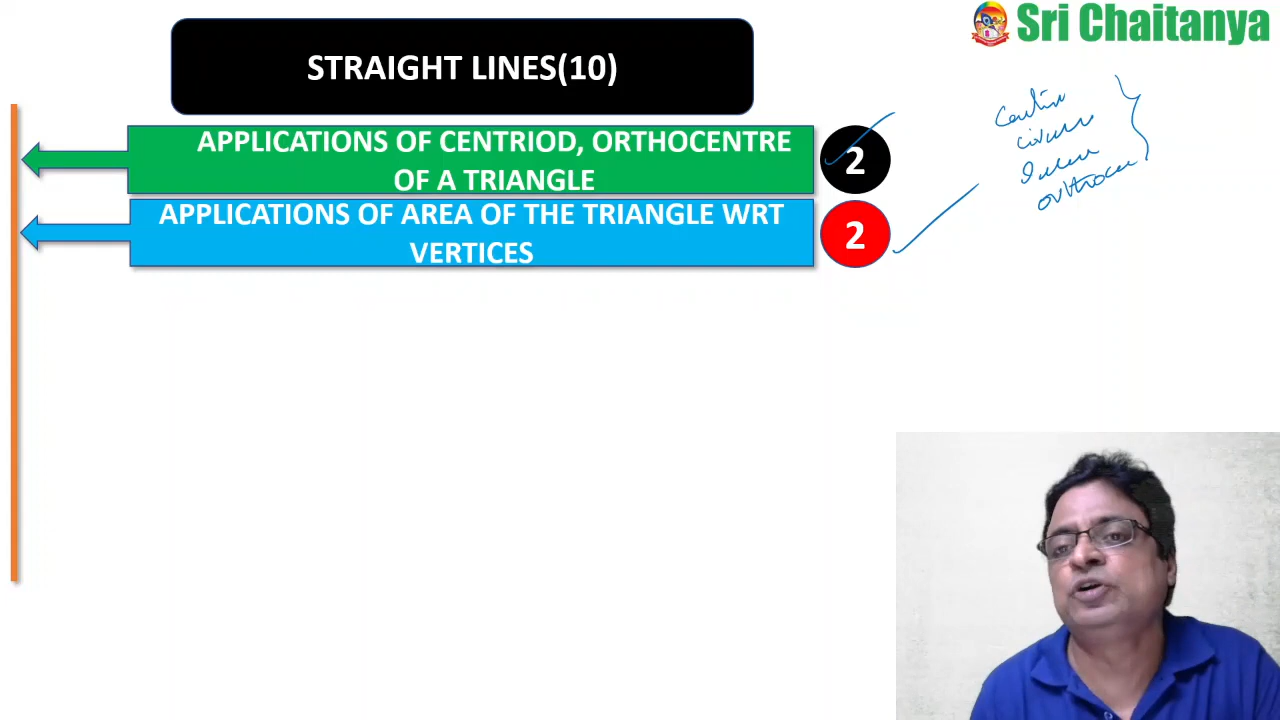 Sri Chaitanya
STRAIGHT LINES(10)
APPLICATIONS OF CENTRIOD, ORTHOCENTRE
OF A TRIANGLE
2
APPLICATIONS OF AREA OF THE TRIANGLE WRT
VERTICES
2